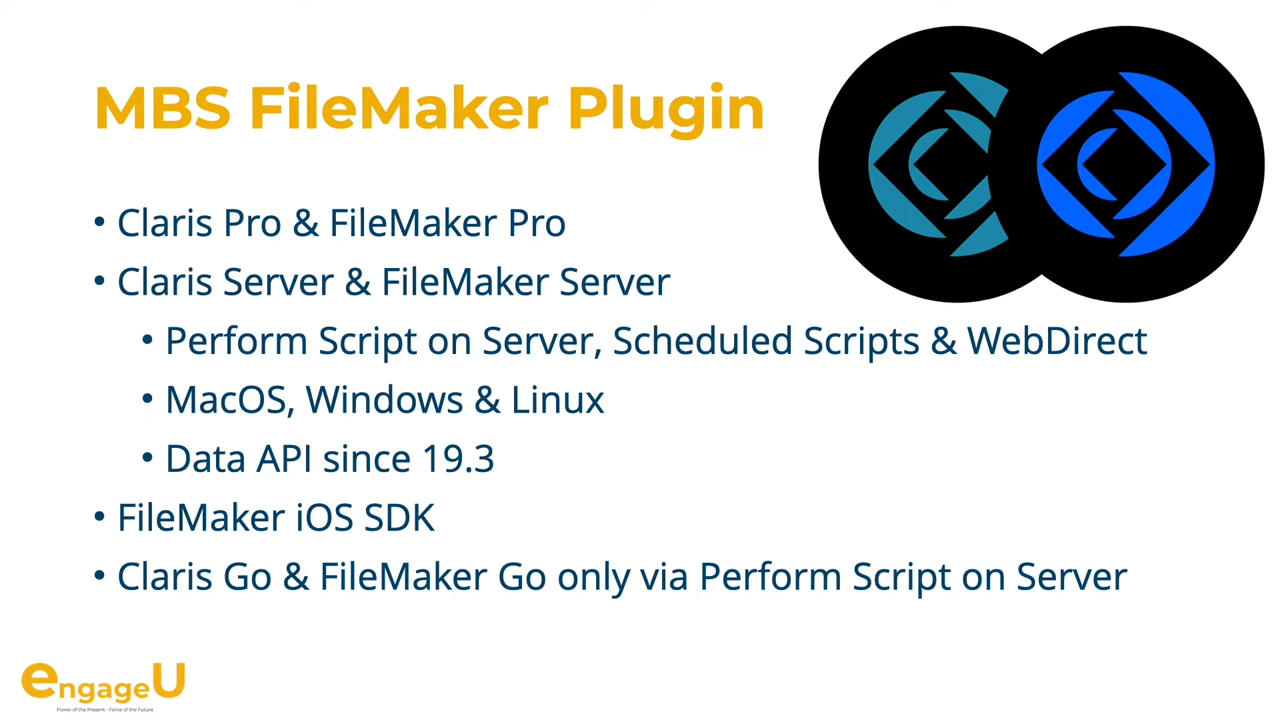 MBS FileMaker Plugin
• Claris Pro & FileMaker Pro
• Claris Server & FileMaker Server
• Perform Script on Server, Scheduled Scripts & WebDirect
• MacOS, Windows & Linux
• Data API since 19.3
• FileMaker iOS SDK
• Claris Go & FileMaker Go only via Perform Script on Server
engageU
Power of the Present - Force of the Future